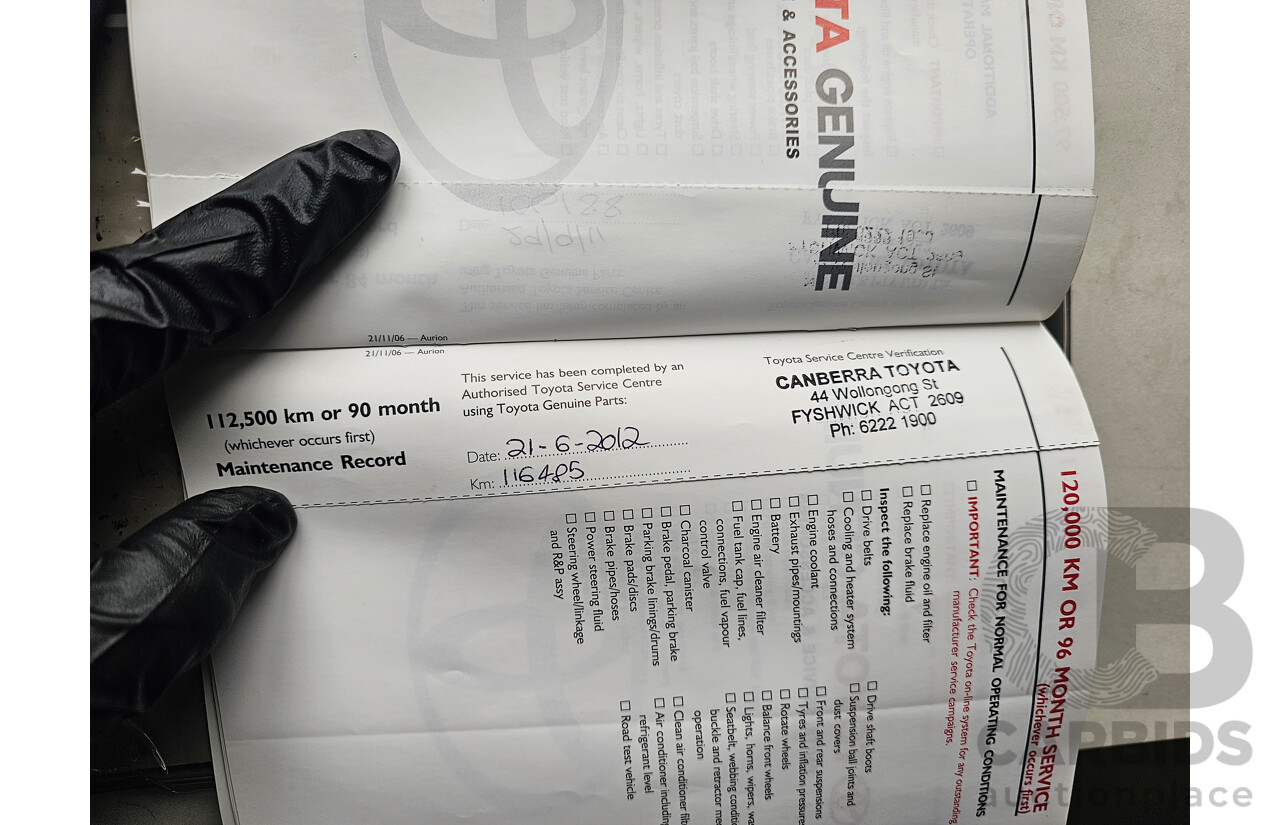 TOYOTA GENUINE
& ACCESSORIES
21/11/06 — Aurion
21/11/06 — Aurion
112,500 km or 90 month
(whichever occurs first)
Maintenance Record
This service has been completed by an
Authorised Toyota Service Centre
using Toyota Genuine Parts:
Date: 21-6-2012
Km: 116485
Toyota Service Centre Verification
CANBERRA TOYOTA
44 Wollongong St
FYSHWICK ACT 2609
Ph: 6222 1900
120,000 KM OR 96 MONTH SERVICE
(whichever occurs first)
MAINTENANCE FOR NORMAL OPERATING CONDITIONS
IMPORTANT: Check the Toyota on-line system for any outstanding
manufacturer service campaigns.
Replace engine oil and filter
Replace brake fluid
Inspect the following:
Drive belts
Cooling and heater system
hoses and connections
Engine coolant
Exhaust pipes/mountings
Battery
Engine air cleaner filter
Fuel tank cap, fuel lines,
connections, fuel vapour
control valve
Charcoal canister
Brake pedal, parking brake
Parking brake linings/drums
Brake pads/discs
Brake pipes/hoses
Power steering fluid
Steering wheel/linkage
and R&P assy
Drive shaft boots
Suspension ball joints and
dust covers
Front and rear suspensions
Tyres and inflation pressures
Rotate wheels
Balance front wheels
Lights, horns, wipers,
Seatbelt, webbing
buckle and retractor
operation
Clean air conditioner
Air conditioner including
refrigerant level
Road test vehicle
CARBIDS
auctionplace